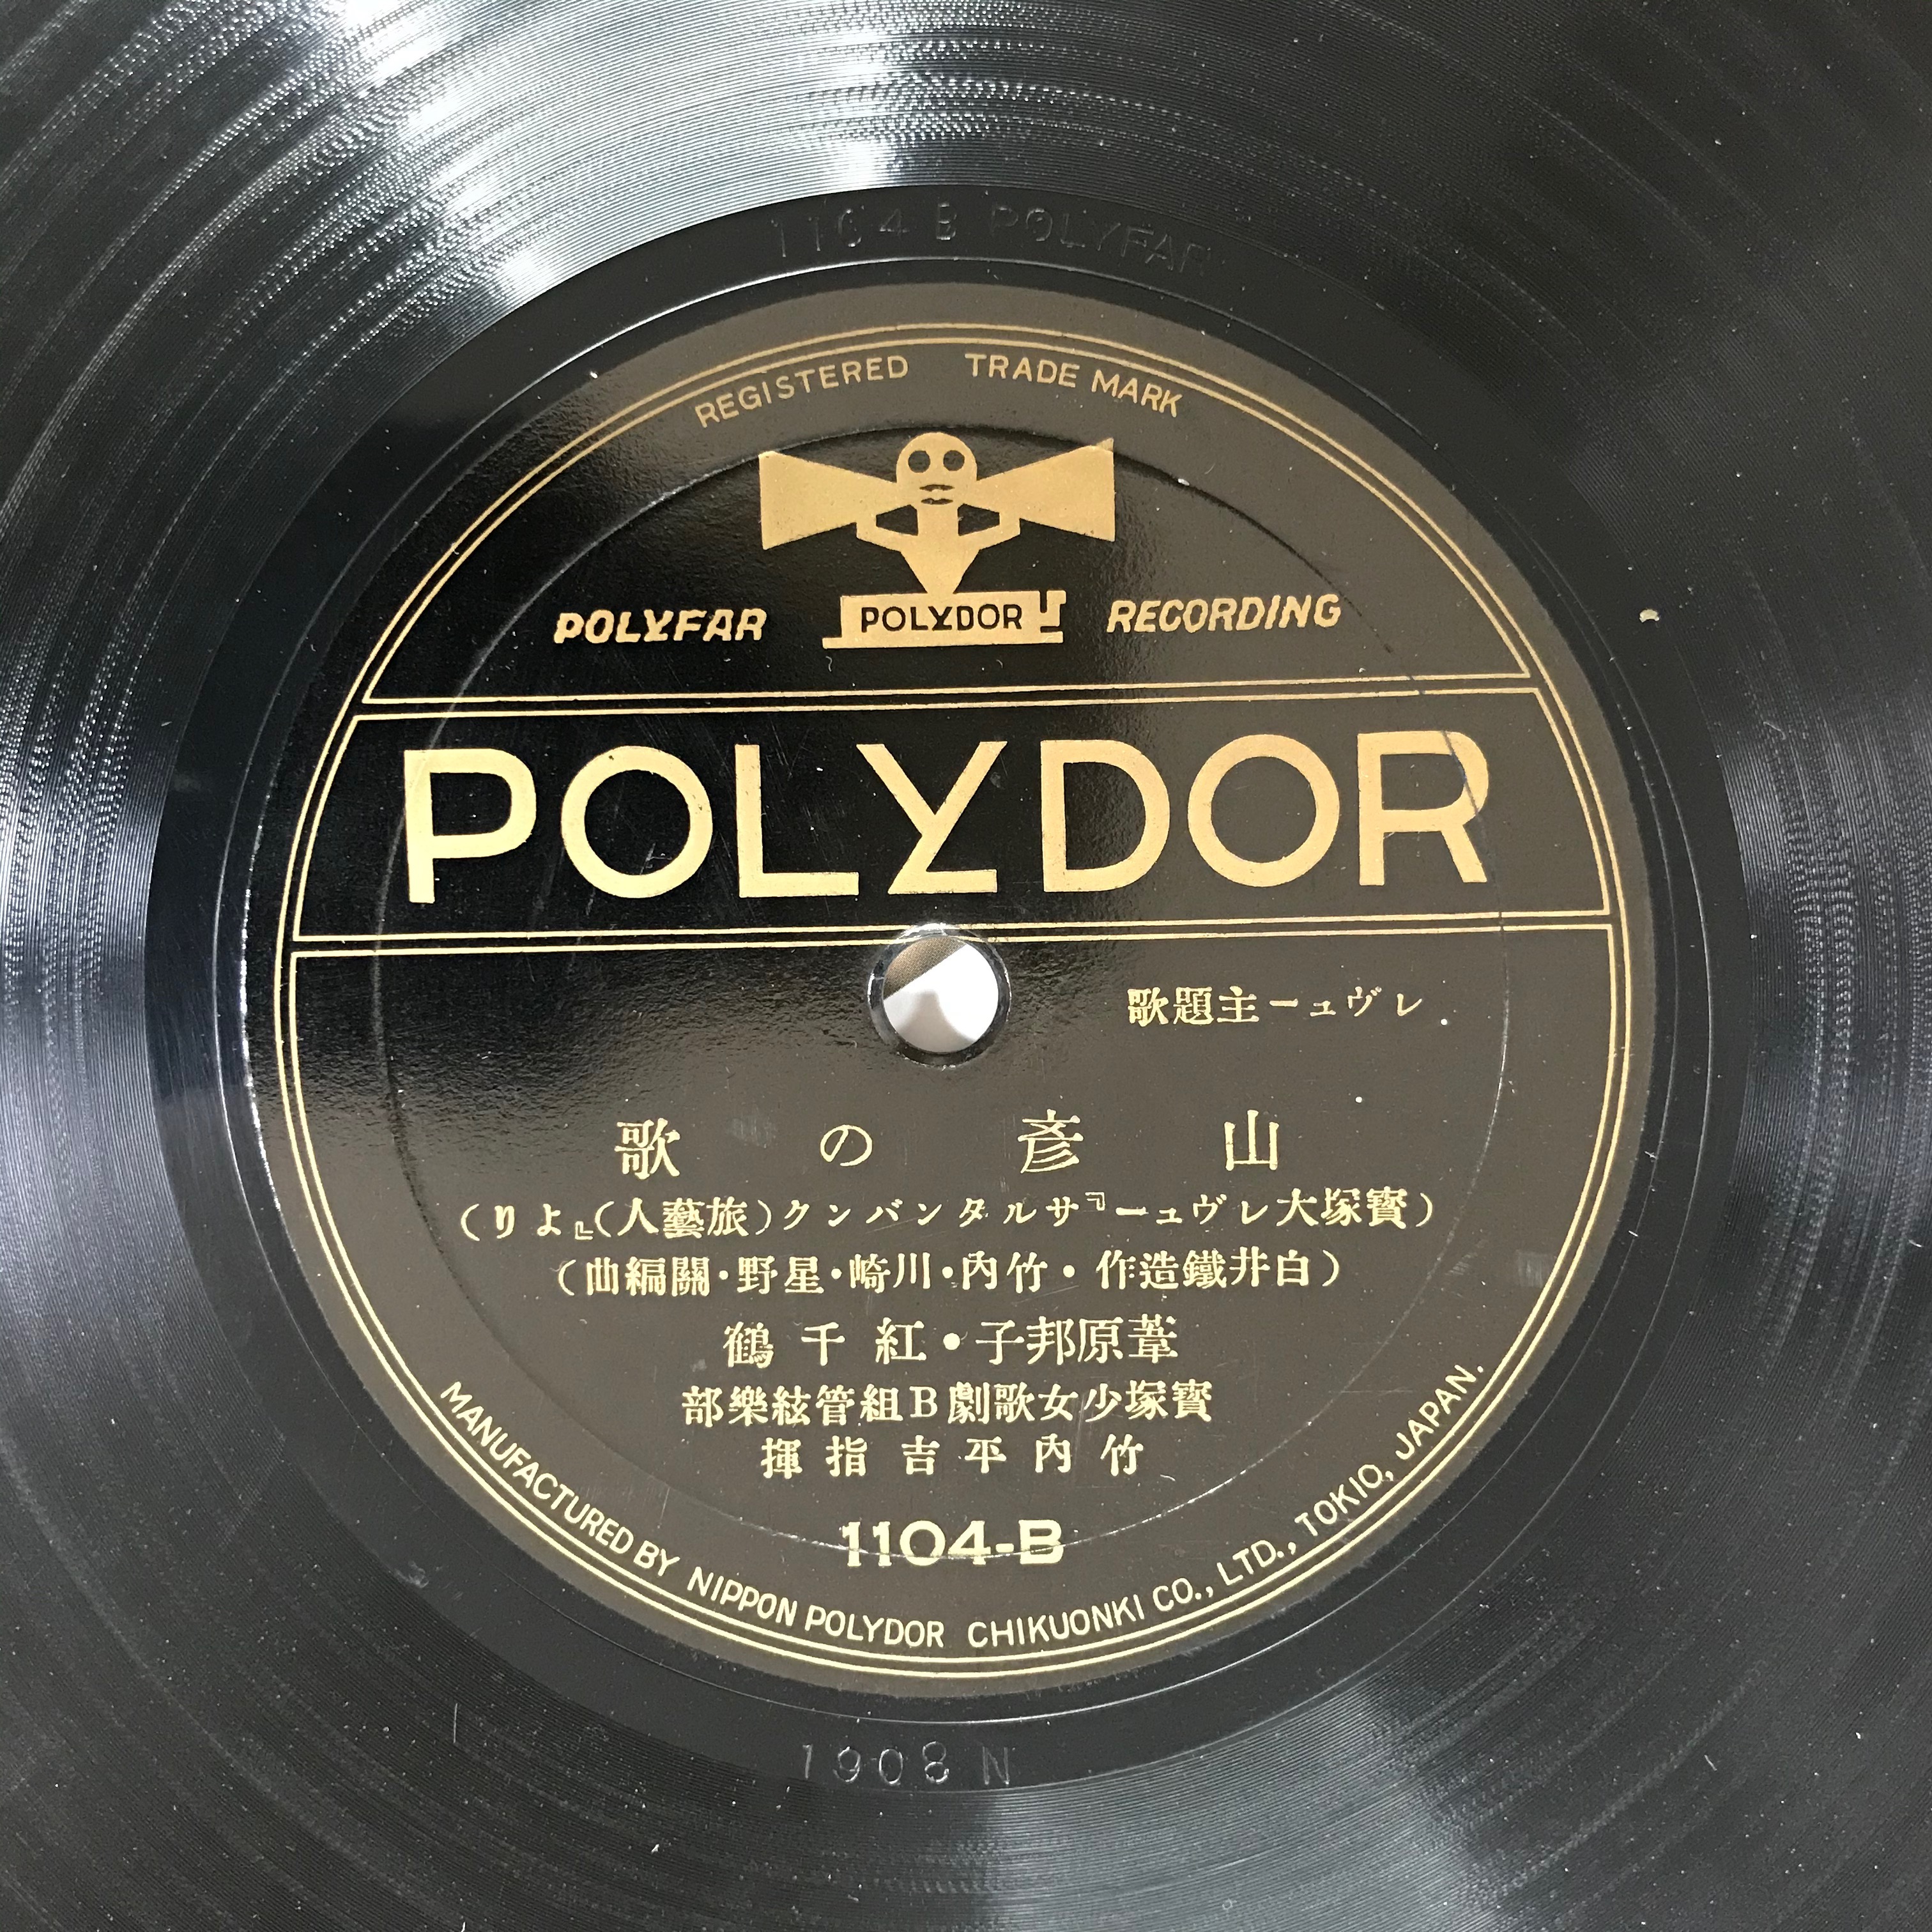 1104 B POLYFAR
REGISTERED TRADE MARK
POLYFAR POLYDOR RECORDING
POLYDOR
レヴュー主題歌
山彥の歌
(寶塚大レヴュー『サルタンバンク(旅藝人)』より)
(白井鐵造作・竹內・川崎・星野・關編曲)
葦原邦子・紅千鶴
寶塚少女歌劇B組管絃樂部
竹內平吉指揮
1104-B
MANUFACTURED BY NIPPON POLYDOR CHIKUONKI CO., LTD., TOKIO, JAPAN.
1908 N